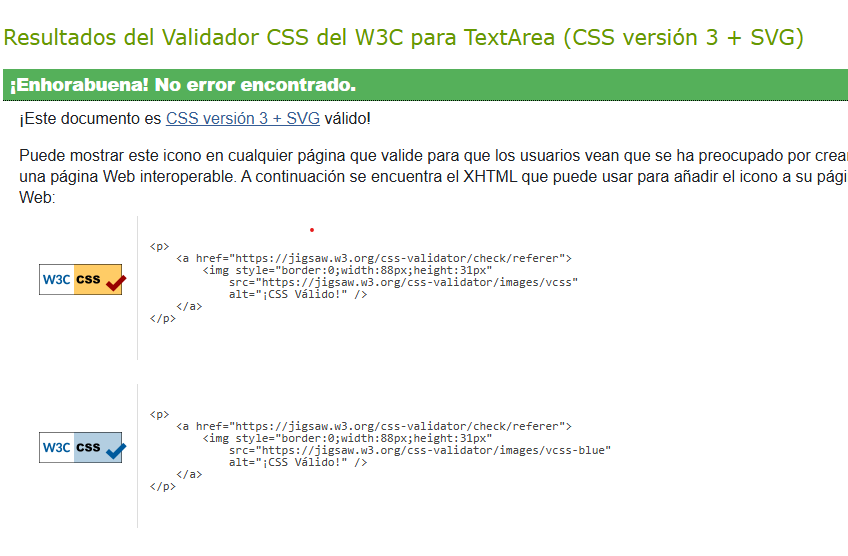 Resultados del Validador CSS del W3C para TextArea (CSS versión 3 + SVG)
¡Enhorabuena! No error encontrado.
¡Este documento es CSS versión 3 + SVG válido!
Puede mostrar este icono en cualquier página que valide para que los usuarios vean que se ha preocupado por crear
una página Web interoperable. A continuación se encuentra el XHTML que puede usar para añadir el icono a su pági
Web:
W3C css
<p>
    <a href="https://jigsaw.w3.org/css-validator/check/referer">
        <img style="border:0;width:88px;height:31px"
            src="https://jigsaw.w3.org/css-validator/images/vcss"
            alt="¡CSS Válido!" />
    </a>
</p>
W3C css
<p>
    <a href="https://jigsaw.w3.org/css-validator/check/referer">
        <img style="border:0;width:88px;height:31px"
            src="https://jigsaw.w3.org/css-validator/images/vcss-blue"
            alt="¡CSS Válido!" />
    </a>
</p>